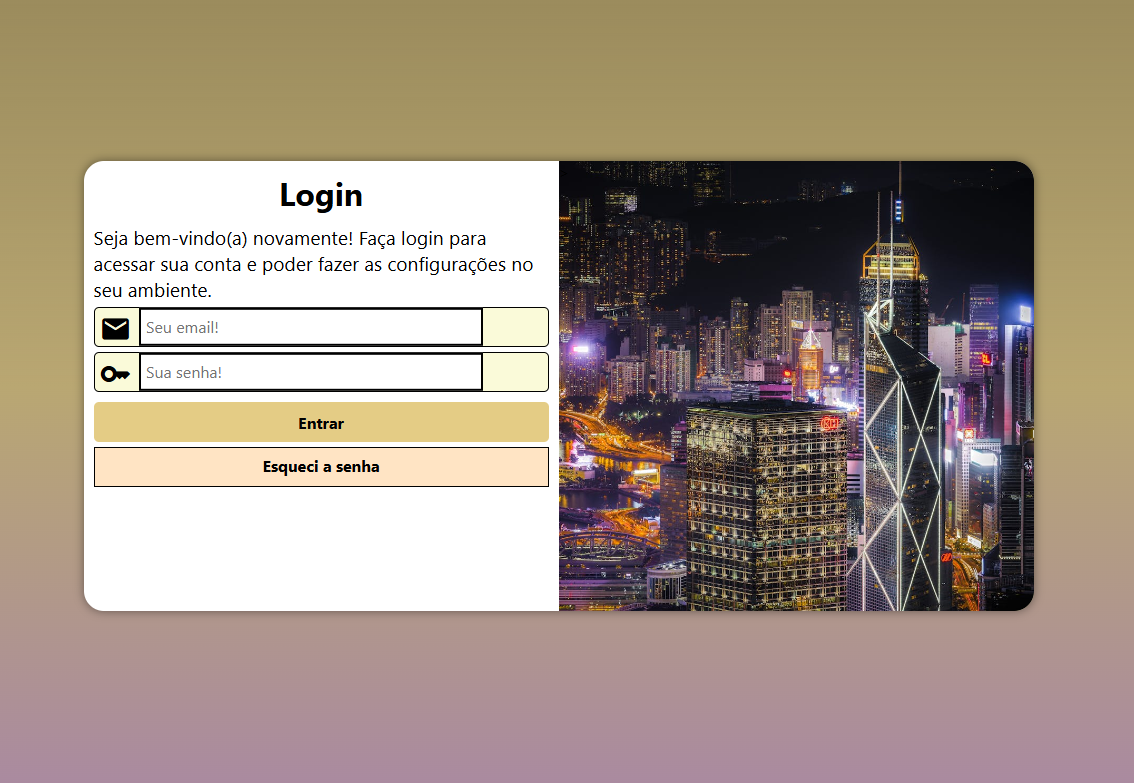 Login
Seja bem-vindo(a) novamente! Faça login para
acessar sua conta e poder fazer as configurações no
seu ambiente.
Seu email!
Sua senha!
Entrar
Esqueci a senha